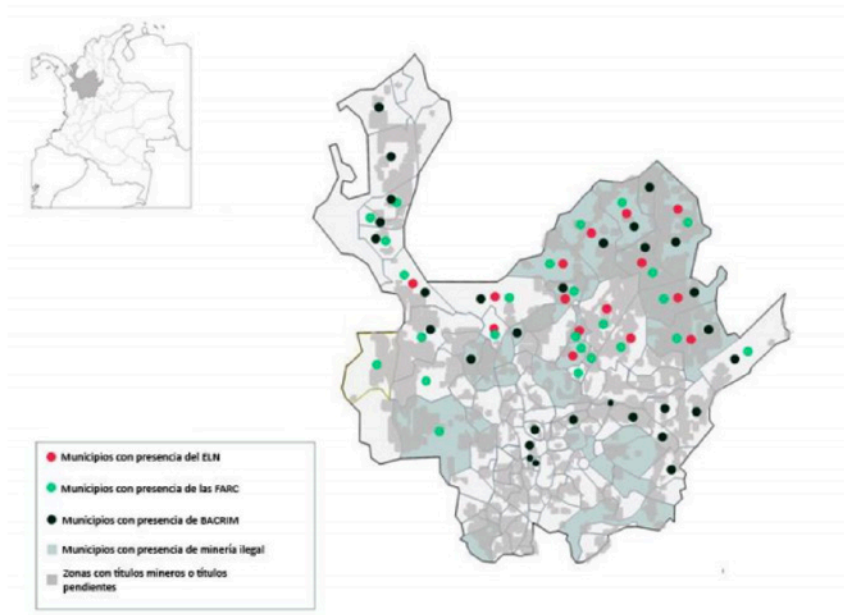 Municipios con presencia del ELN
Municipios con presencia de las FARC
Municipios con presencia de BACRIM
Municipios con presencia de minería ilegal
Zonas con títulos mineros o títulos
pendientes